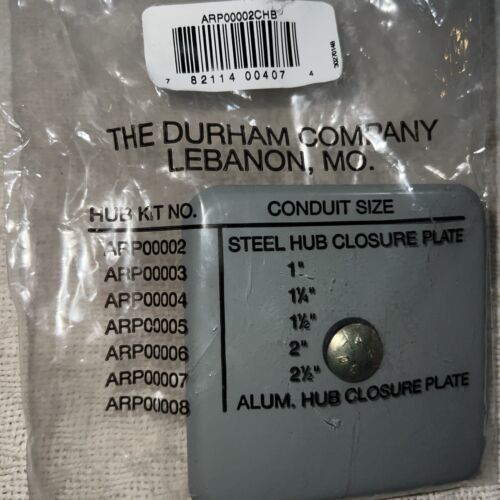 ARP00002CHB
30270148
7 82114 00407 4
THE DURHAM COMPANY
LEBANON, MO.
HUB KIT NO. CONDUIT SIZE
ARP00002 STEEL HUB CLOSURE PLATE
ARP00003 1"
ARP00004 1¼"
ARP00005 1½"
ARP00006 2"
ARP00007 2½"
ARP00008 ALUM. HUB CLOSURE PLATE